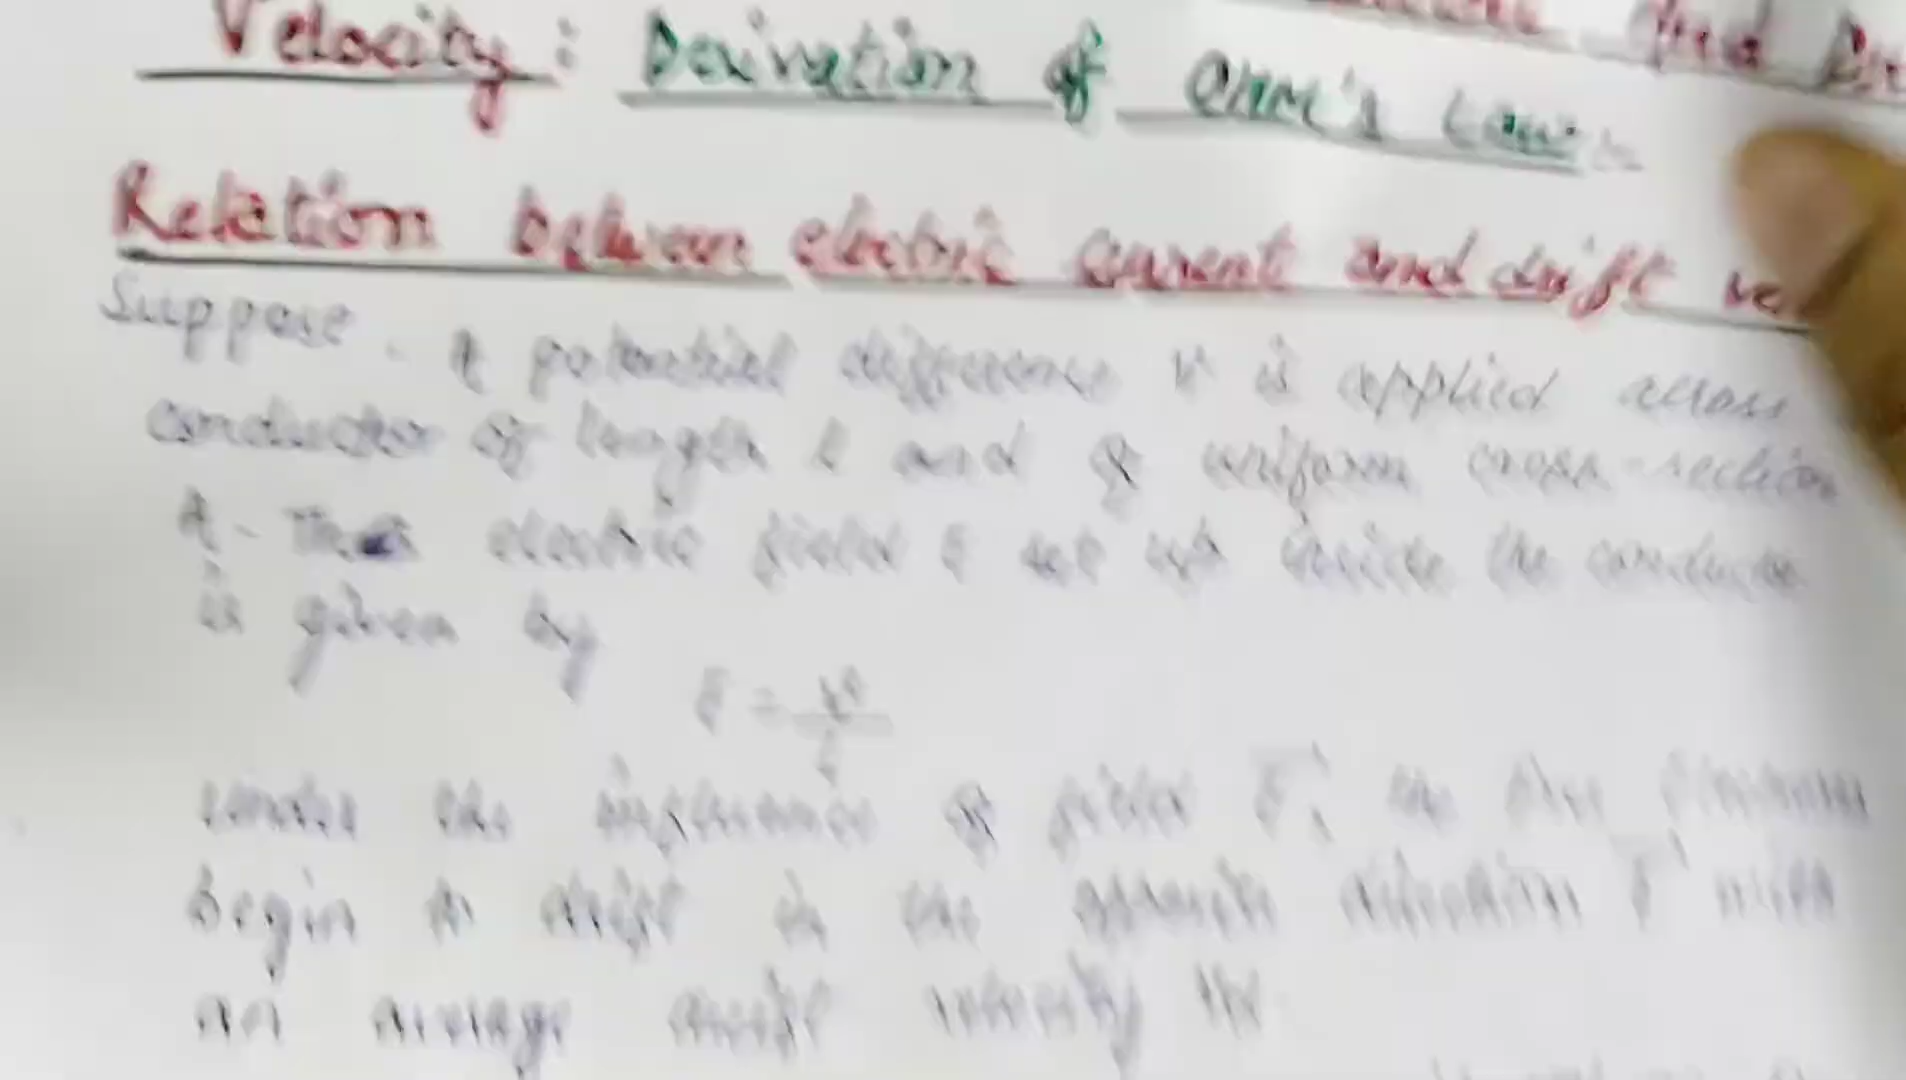 And
Velocity: Derivation of Ohm's Law:
Relation between electric current and drift
Suppose. A potential difference V is applied across
conductor of length l and of uniform cross-section
A. The electric field E set up inside the conductor
is given by
E = V/l
under the influence of field E, the free electrons
begin to drift in the opposite direction E with
an average drift velocity Vd